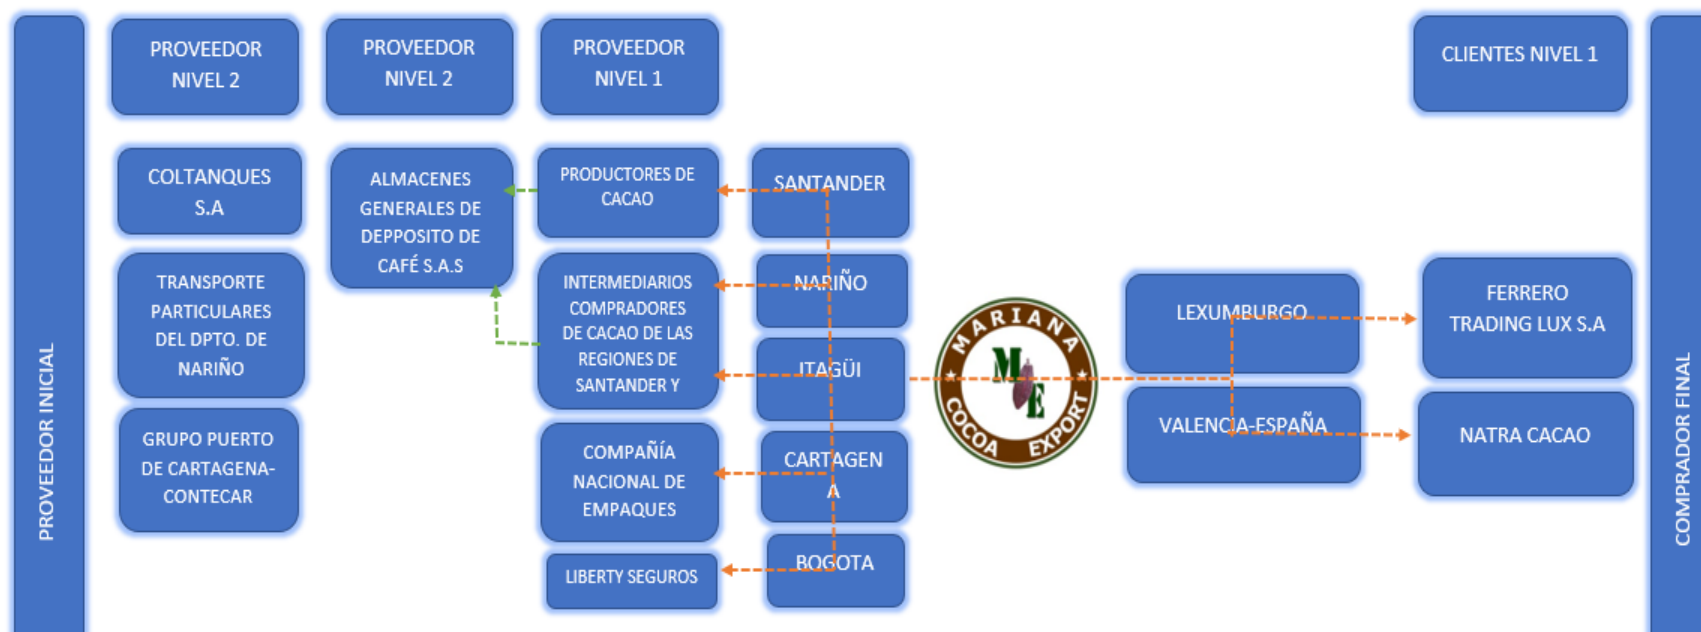 PROVEEDOR INICIAL
PROVEEDOR
NIVEL 2
PROVEEDOR
NIVEL 2
PROVEEDOR
NIVEL 1
CLIENTES NIVEL 1
COLTANQUES
S.A
TRANSPORTE
PARTICULARES
DEL DPTO. DE
NARIÑO
GRUPO PUERTO
DE CARTAGENA-
CONTECAR
ALMACENES
GENERALES DE
DEPPOSITO DE
CAFÉ S.A.S
PRODUCTORES DE
CACAO
INTERMEDIARIOS
COMPRADORES
DE CACAO DE LAS
REGIONES DE
SANTANDER Y
COMPAÑÍA
NACIONAL DE
EMPAQUES
LIBERTY SEGUROS
SANTANDER
NARIÑO
ITAGÜI
CARTAGEN
A
BOGOTA
MARIANA
M
E
COCOA EXPORT
LEXUMBURGO
VALENCIA-ESPAÑA
FERRERO
TRADING LUX S.A
NATRA CACAO
COMPRADOR FINAL